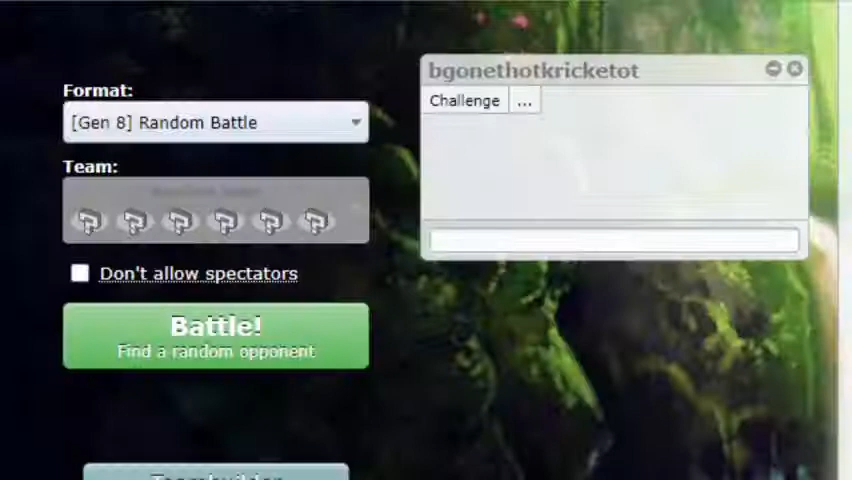 Format:
[Gen 8] Random Battle
Team:
Don't allow spectators
Battle!
Find a random opponent
bgonethotkricketot
Challenge
...